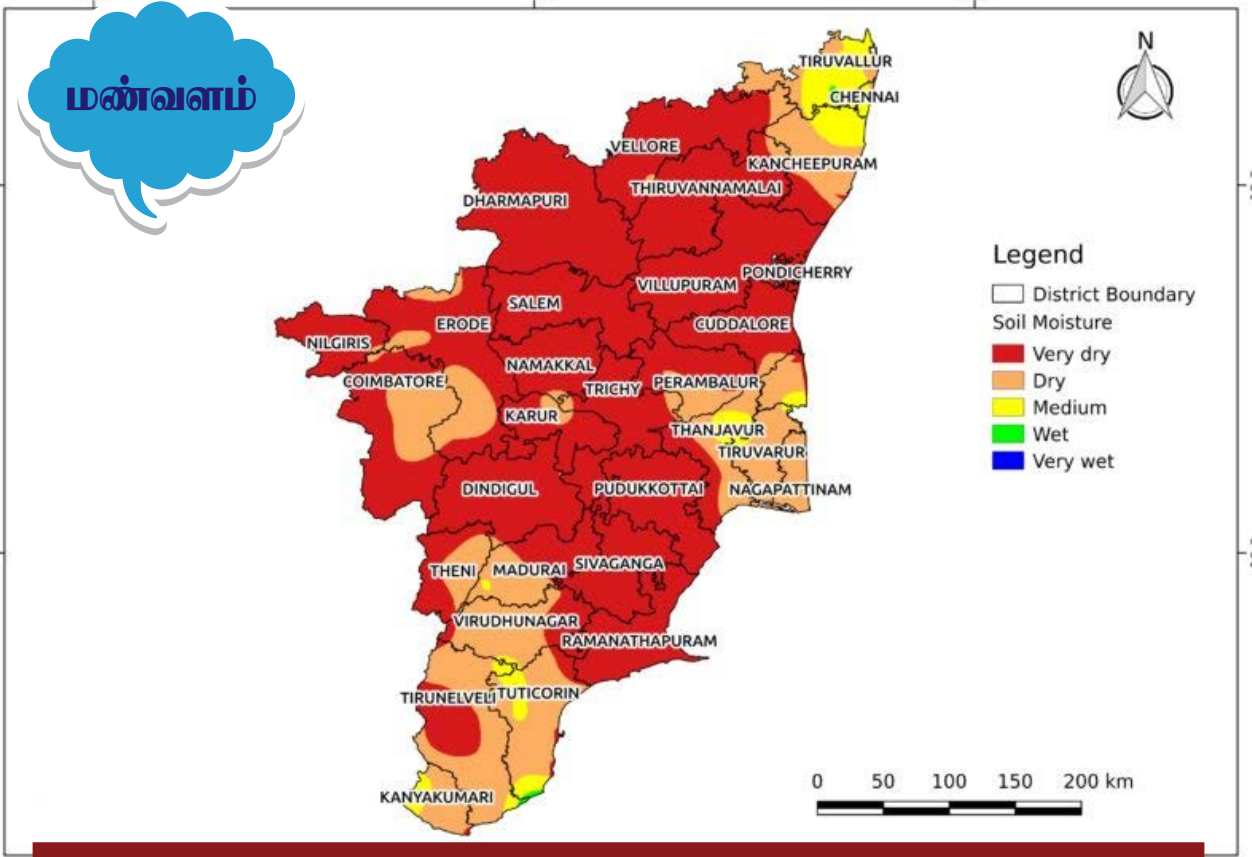 மண்வளம்
N
TIRUVALLUR
CHENNAI
VELLORE
KANCHEEPURAM
THIRUVANNAMALAI
DHARMAPURI
PONDICHERRY
VILLUPURAM
SALEM
ERODE
CUDDALORE
NILGIRIS
NAMAKKAL
COIMBATORE
TRICHY
PERAMBALUR
KARUR
THANJAVUR
TIRUVARUR
DINDIGUL
PUDUKKOTTAI
NAGAPATTINAM
THENI
MADURAI
SIVAGANGA
VIRUDHUNAGAR
RAMANATHAPURAM
TIRUNELVELI
TUTICORIN
KANYAKUMARI
Legend
District Boundary
Soil Moisture
Very dry
Dry
Medium
Wet
Very wet
0 50 100 150 200 km